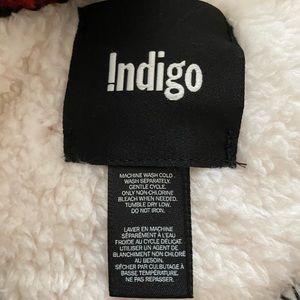 !ndigo
MACHINE WASH COLD.
WASH SEPARATELY.
GENTLE CYCLE.
ONLY NON-CHLORINE
BLEACH WHEN NEEDED.
TUMBLE DRY LOW.
DO NOT IRON.
LAVER EN MACHINE
SÉPARÉMENT À L'EAU
FROIDE AU CYCLE DÉLICAT.
UTILISER UN AGENT DE
BLANCHIMENT NON CHLORÉ
AU BESOIN.
SÉCHER PAR CULBUTAGE À
BASSE TEMPÉRATURE.
NE PAS REPASSER.